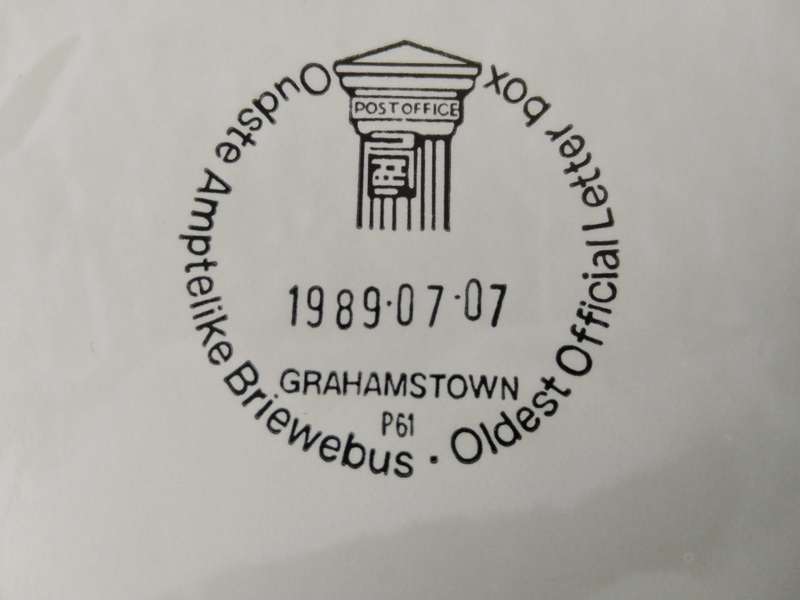 Oudste Amptelike Briewebus · Oldest Official Letter box
POST OFFICE
1989·07·07
GRAHAMSTOWN
P61